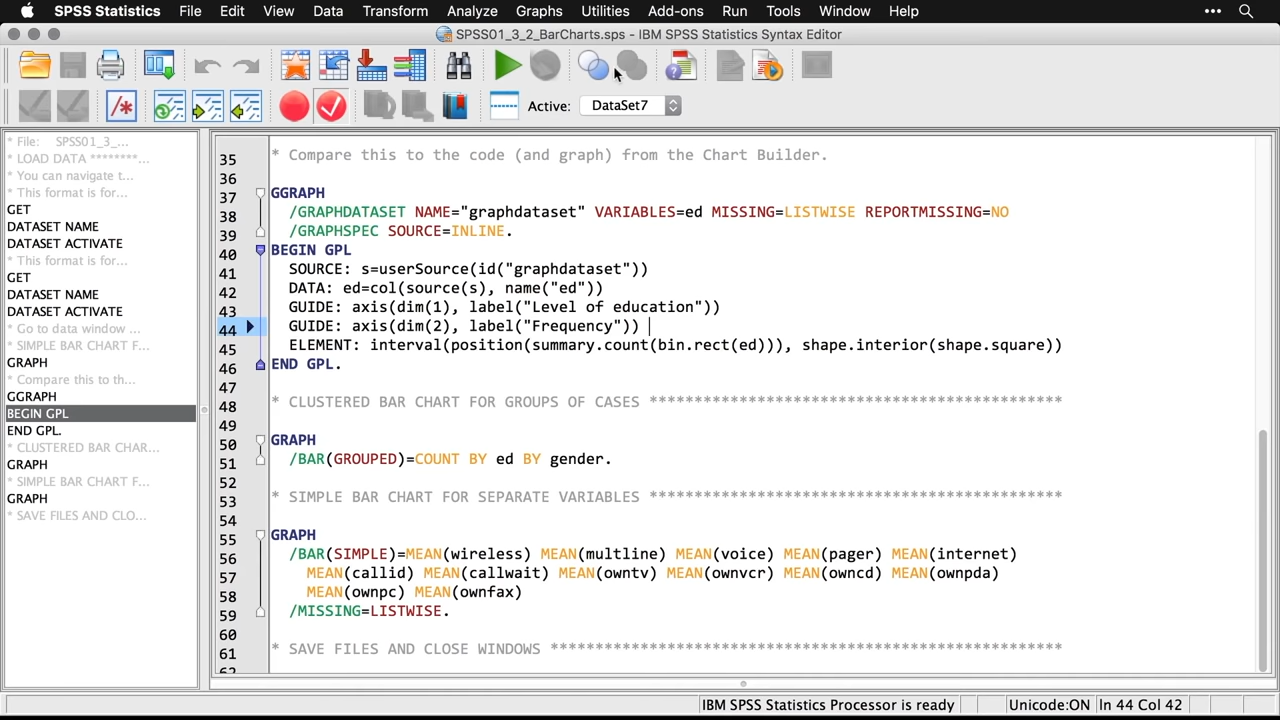 SPSS Statistics File Edit View Data Transform Analyze Graphs Utilities Add-ons Run Tools Window Help
SPSS01_3_2_BarCharts.sps - IBM SPSS Statistics Syntax Editor
Active: DataSet7
* File: SPSS01_3_...
* LOAD DATA ********...
* You can navigate t...
* This format is for...
GET
DATASET NAME
DATASET ACTIVATE
* This format is for...
GET
DATASET NAME
DATASET ACTIVATE
* Go to data window ...
* SIMPLE BAR CHART F...
GRAPH
* Compare this to th...
GGRAPH
BEGIN GPL
END GPL.
* CLUSTERED BAR CHAR...
GRAPH
* SIMPLE BAR CHART F...
GRAPH
* SAVE FILES AND CLO...
35 * Compare this to the code (and graph) from the Chart Builder.
36
37 GGRAPH
38 /GRAPHDATASET NAME="graphdataset" VARIABLES=ed MISSING=LISTWISE REPORTMISSING=NO
39 /GRAPHSPEC SOURCE=INLINE.
40 BEGIN GPL
41 SOURCE: s=userSource(id("graphdataset"))
42 DATA: ed=col(source(s), name("ed"))
43 GUIDE: axis(dim(1), label("Level of education"))
44 GUIDE: axis(dim(2), label("Frequency"))
45 ELEMENT: interval(position(summary.count(bin.rect(ed))), shape.interior(shape.square))
46 END GPL.
47
48 * CLUSTERED BAR CHART FOR GROUPS OF CASES **********************************************
49
50 GRAPH
51 /BAR(GROUPED)=COUNT BY ed BY gender.
52
53 * SIMPLE BAR CHART FOR SEPARATE VARIABLES **********************************************
54
55 GRAPH
56 /BAR(SIMPLE)=MEAN(wireless) MEAN(multline) MEAN(voice) MEAN(pager) MEAN(internet)
57 MEAN(callid) MEAN(callwait) MEAN(owntv) MEAN(ownvcr) MEAN(owncd) MEAN(ownpda)
58 MEAN(ownpc) MEAN(ownfax)
59 /MISSING=LISTWISE.
60
61 * SAVE FILES AND CLOSE WINDOWS *********************************************************
62
IBM SPSS Statistics Processor is ready Unicode:ON In 44 Col 42